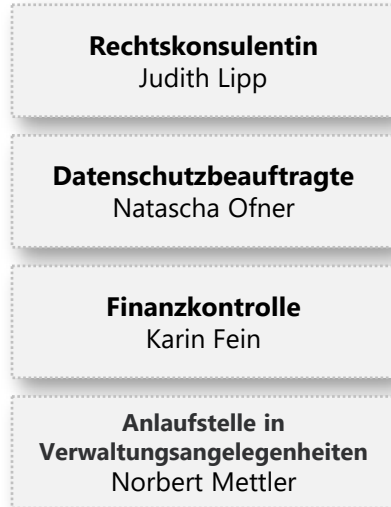 Rechtskonsulentin
Judith Lipp
Datenschutzbeauftragte
Natascha Ofner
Finanzkontrolle
Karin Fein
Anlaufstelle in
Verwaltungsangelegenheiten
Norbert Mettler